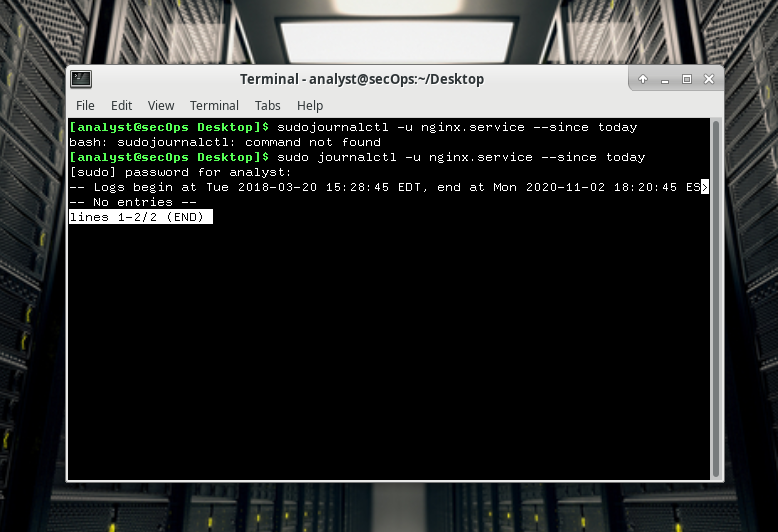 Terminal - analyst@secOps:~/Desktop
File Edit View Terminal Tabs Help
[analyst@secOps Desktop]$ sudojournalctl -u nginx.service --since today
bash: sudojournalctl: command not found
[analyst@secOps Desktop]$ sudo journalctl -u nginx.service --since today
[sudo] password for analyst:
-- Logs begin at Tue 2018-03-20 15:28:45 EDT, end at Mon 2020-11-02 18:20:45 ES>
-- No entries --
lines 1-2/2 (END)